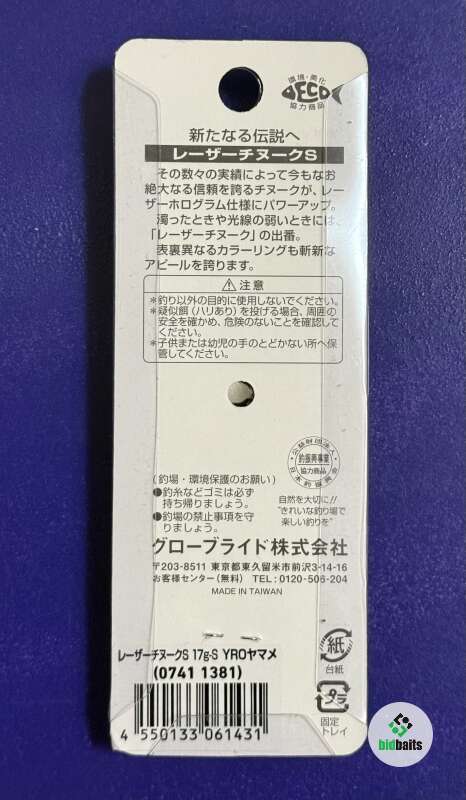 環境・美化
DECO
協力商品
新たなる伝説へ
レーザーチヌークS
その数々の実績によって今もなお
絶大なる信頼を誇るチヌークが、レー
ザーホログラム仕様にパワーアップ。
濁ったときや光線の弱いときには、
「レーザーチヌーク」の出番。
表裏異なるカラーリングも斬新な
アピールを誇ります。
⚠注意
*釣り以外の目的に使用しないでください。
*疑似餌(ハリあり)を投げる場合、周囲の
安全を確かめ、危険のないことを確認して
ください。
*子供または幼児の手のとどかない所へ保
管してください。
公益財団法人
釣振興事業
協力商品
日本釣振興会
(釣場・環境保護のお願い)
●釣糸などゴミは必ず
持ち帰りましょう。
●釣場の禁止事項を守
りましょう。
自然を大切に!!
"きれいな釣り場で
楽しい釣りを"
グローブライド株式会社
〒203-8511 東京都東久留米市前沢3-14-16
お客様センター(無料) TEL:0120-506-204
MADE IN TAIWAN
レーザーチヌークS 17g-S YROヤマメ
(0741 1381)
4 550133 061431
紙
台紙
プラ
固定
トレイ
bidbaits